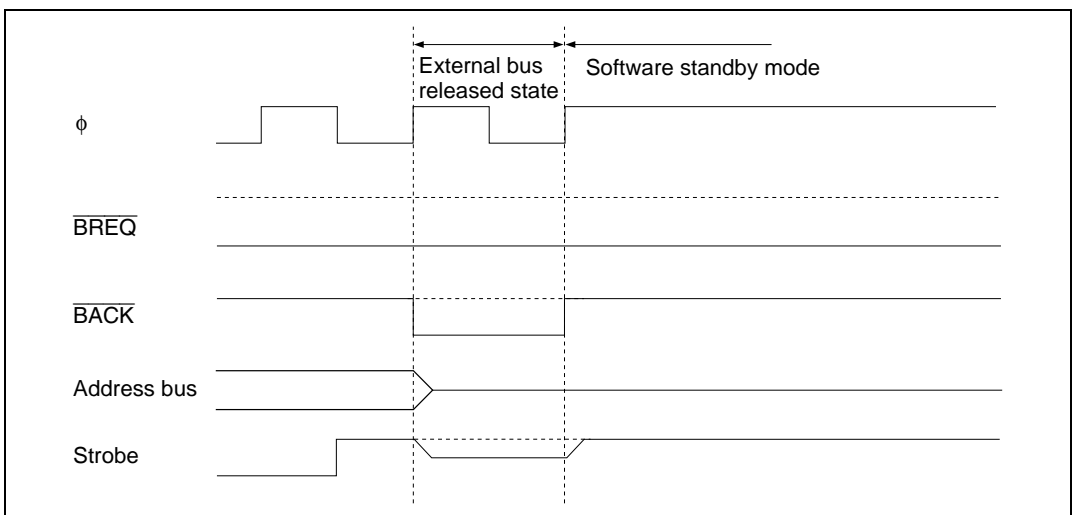 External bus
released state
Software standby mode
ϕ
BREQ
BACK
Address bus
Strobe